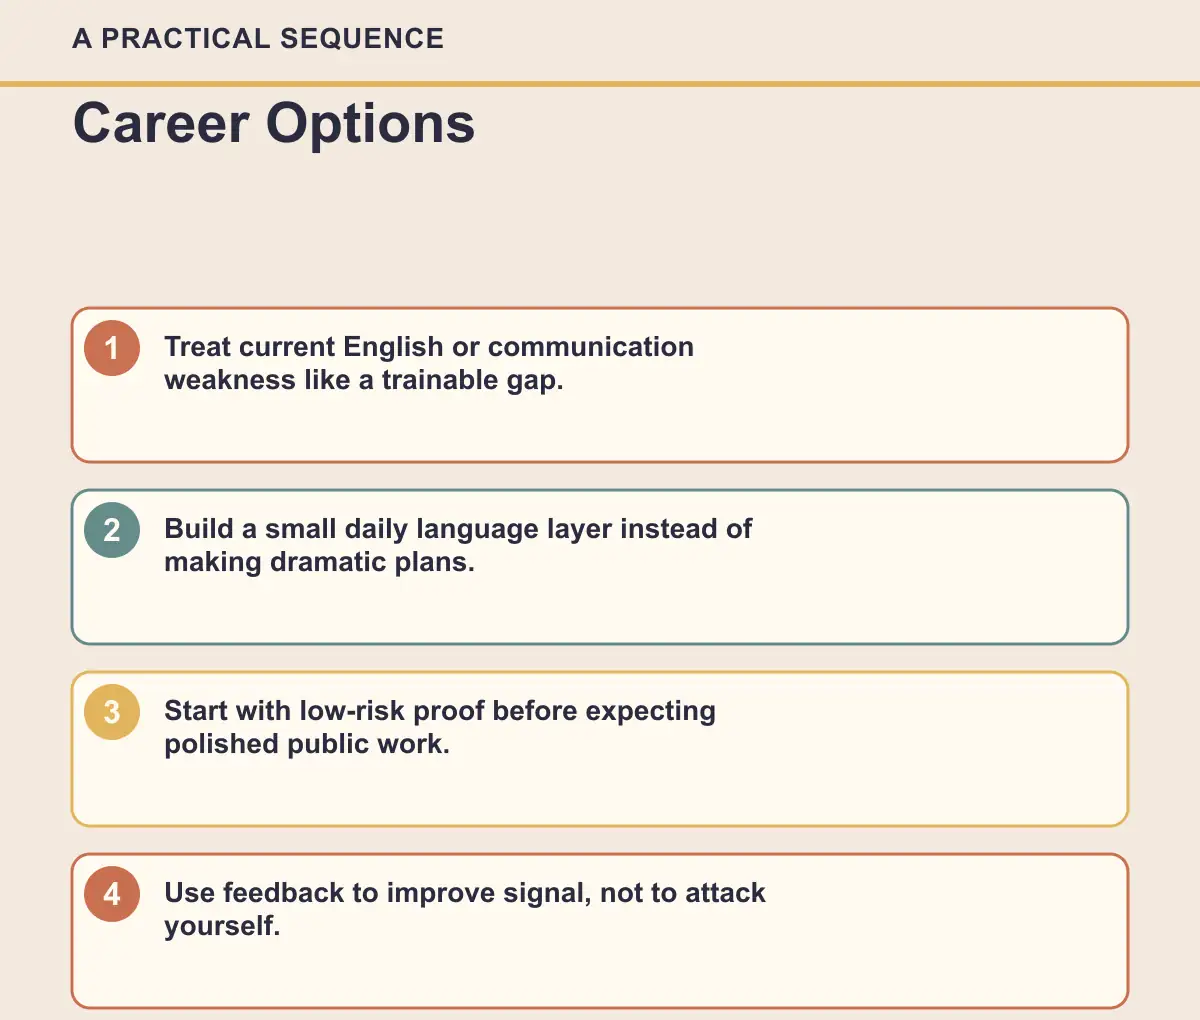 A PRACTICAL SEQUENCE
Career Options
1
Treat current English or communication
weakness like a trainable gap.
2
Build a small daily language layer instead of
making dramatic plans.
3
Start with low-risk proof before expecting
polished public work.
4
Use feedback to improve signal, not to attack
yourself.